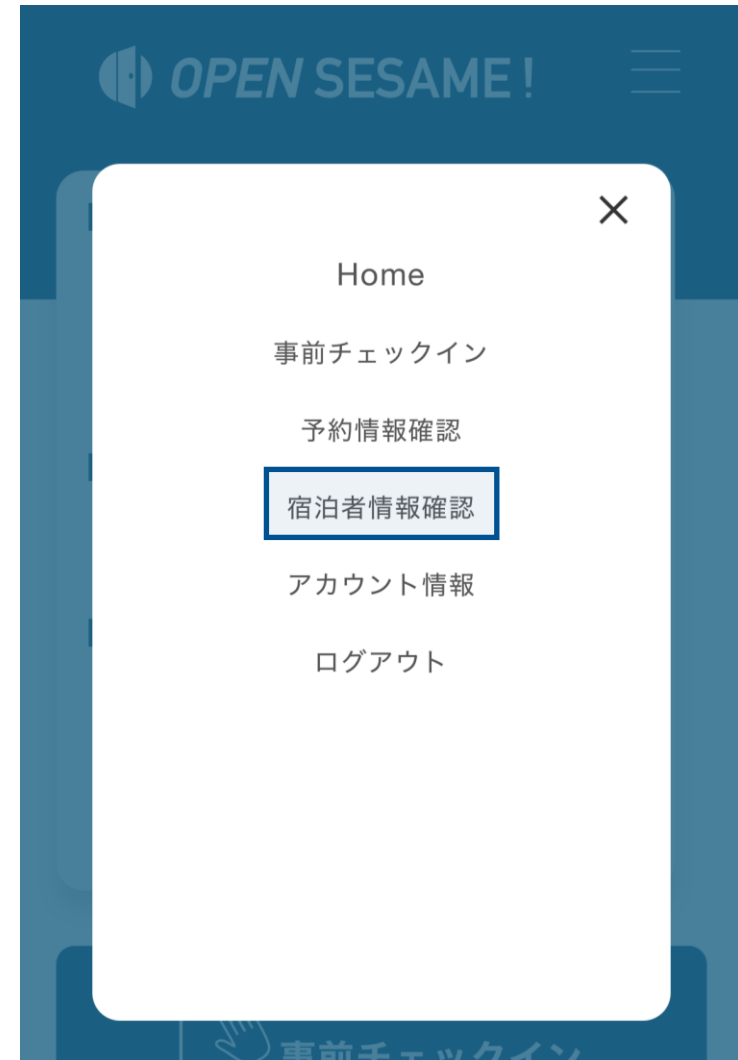 OPEN SESAME!
Home
事前チェックイン
予約情報確認
宿泊者情報確認
アカウント情報
ログアウト
事前チェックイン